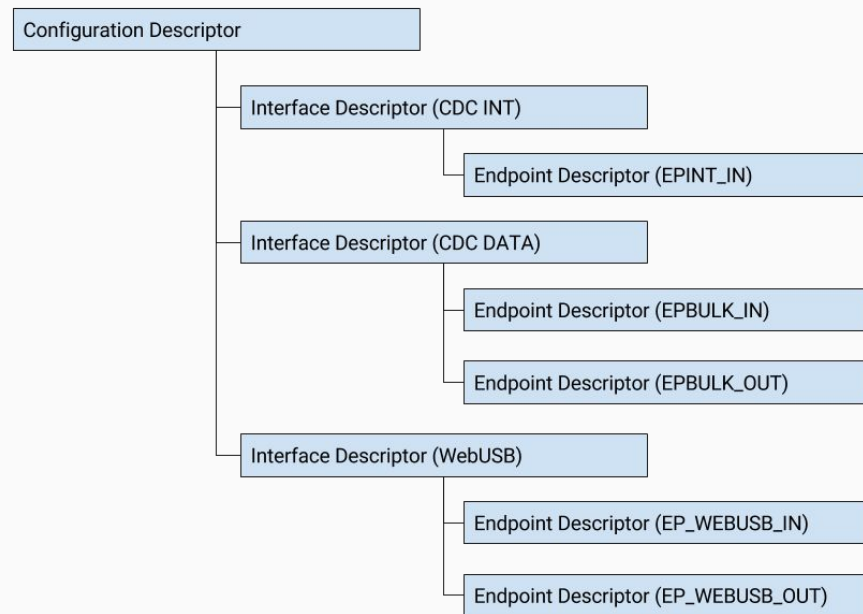 Configuration Descriptor
Interface Descriptor (CDC INT)
Endpoint Descriptor (EPINT_IN)
Interface Descriptor (CDC DATA)
Endpoint Descriptor (EPBULK_IN)
Endpoint Descriptor (EPBULK_OUT)
Interface Descriptor (WebUSB)
Endpoint Descriptor (EP_WEBUSB_IN)
Endpoint Descriptor (EP_WEBUSB_OUT)